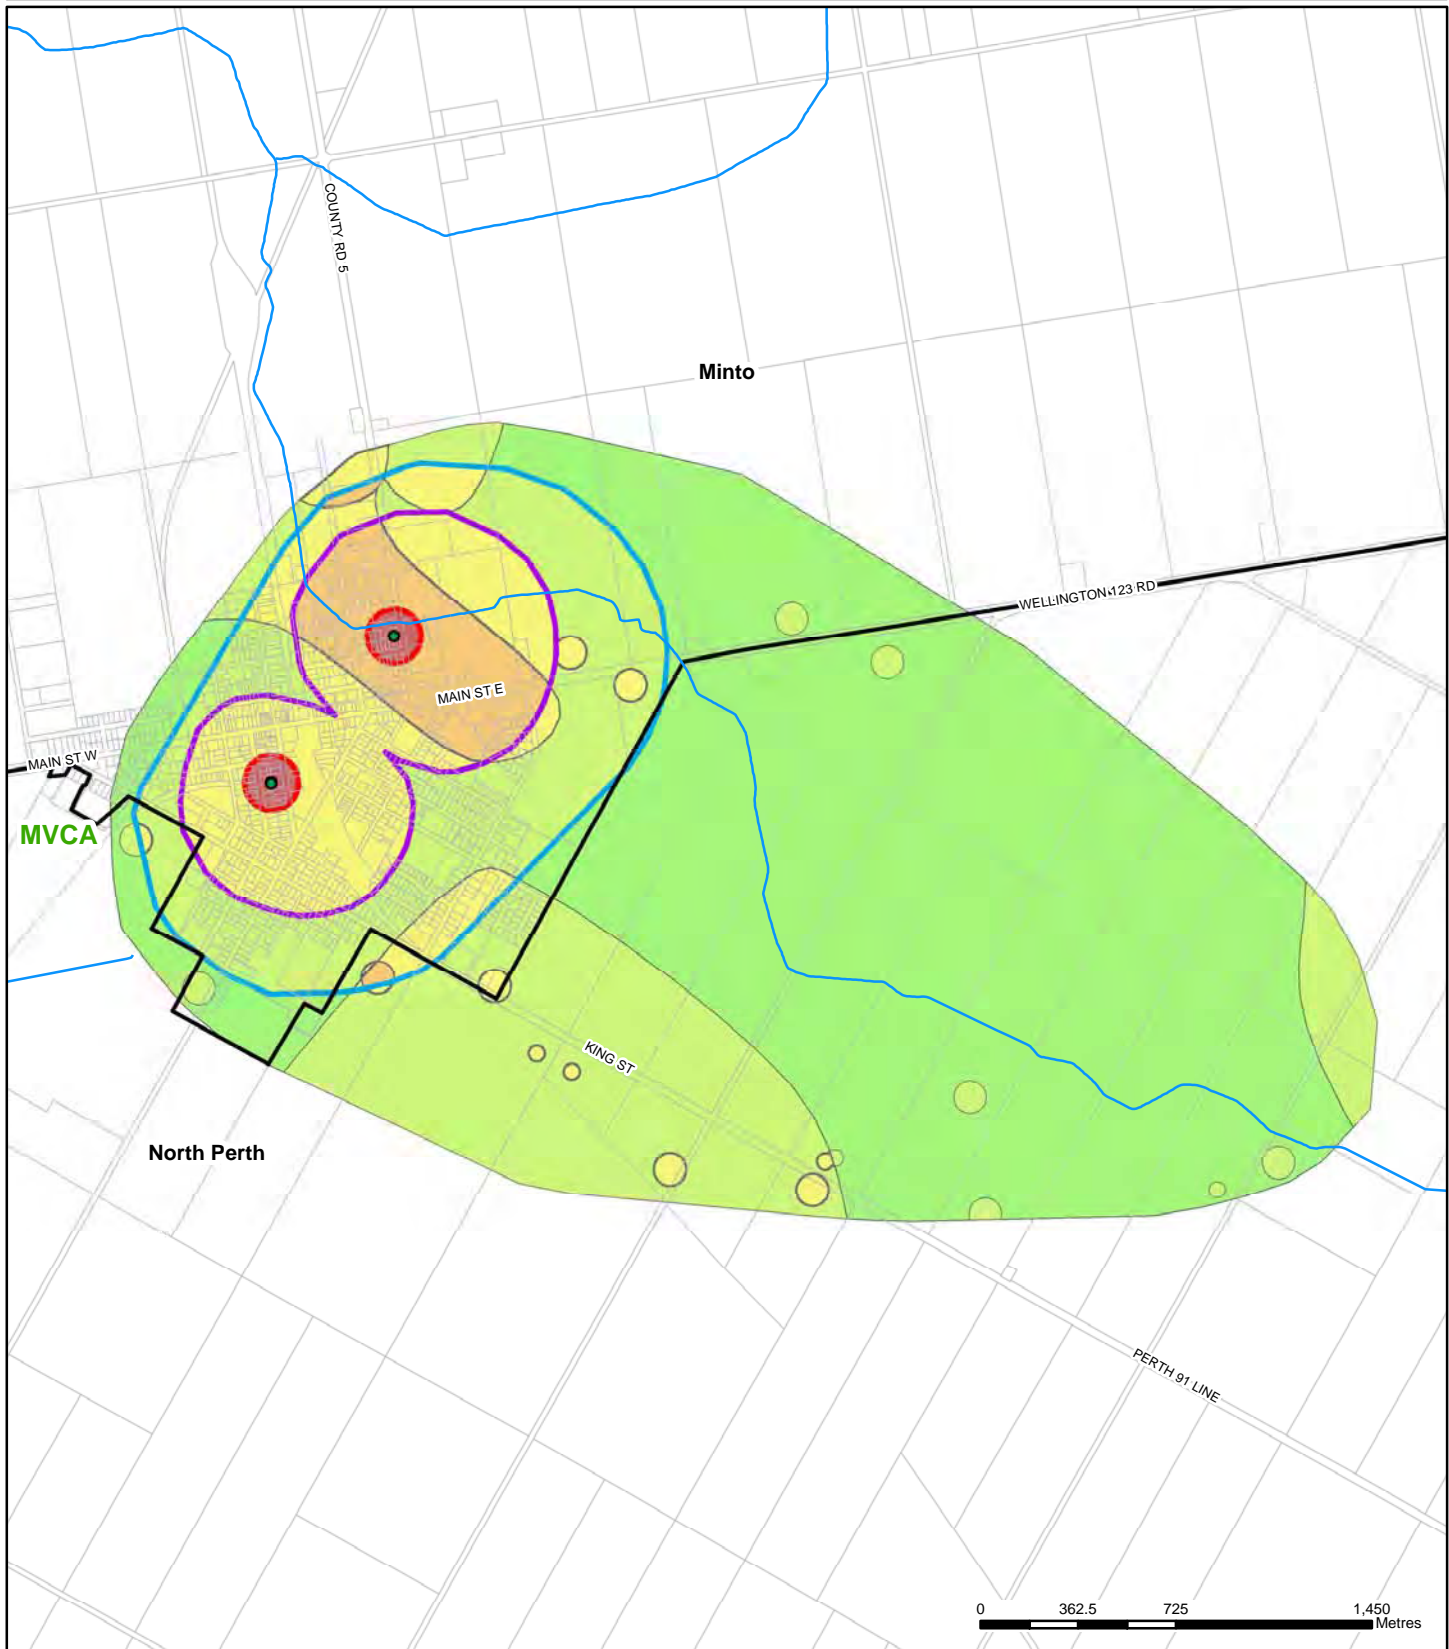 COUNTY RD 5
Minto
WELLINGTON 123 RD
MAIN ST E
MAIN ST W
MVCA
KING ST
North Perth
PERTH 91 LINE
0 362.5 725 1,450
Metres